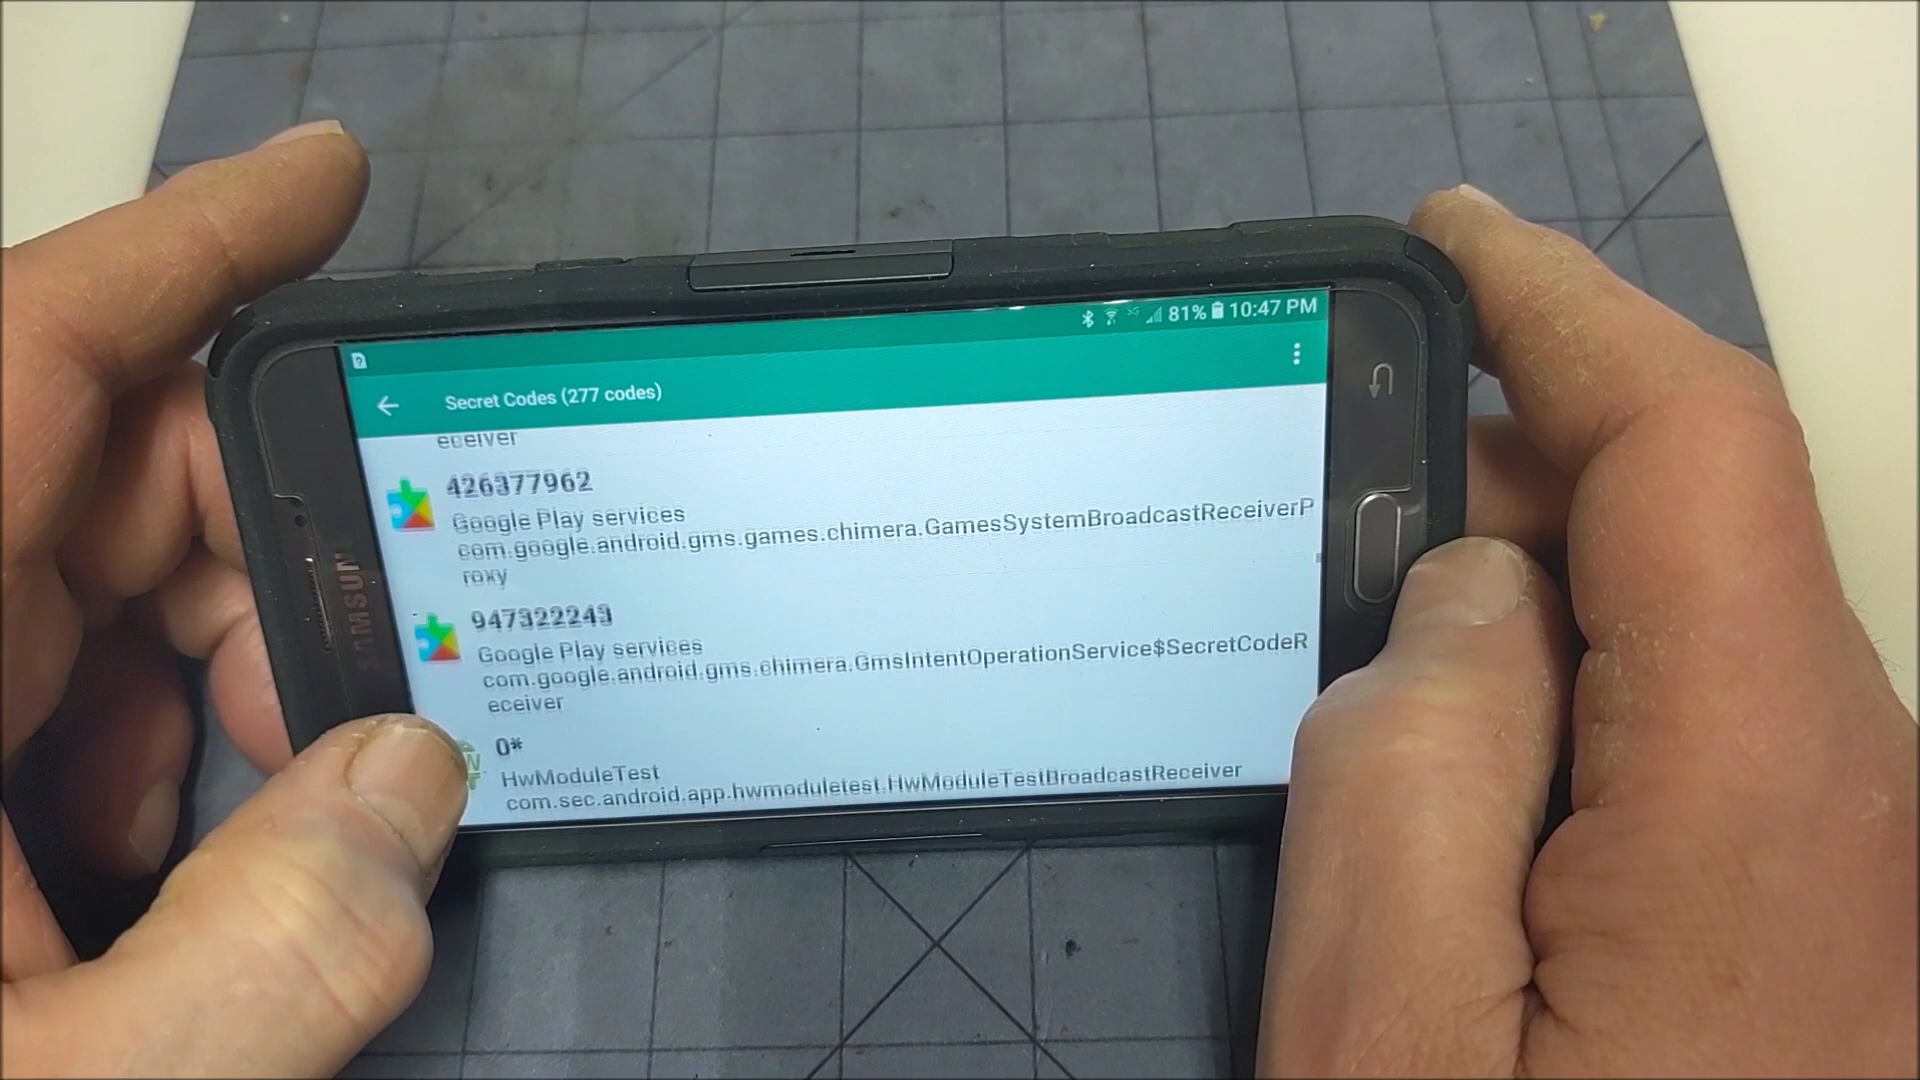 81% 10:47 PM
Secret Codes (277 codes)
eceiver
426377962
Google Play services
com.google.android.gms.games.chimera.GamesSystemBroadcastReceiverP
roxy
947322243
Google Play services
com.google.android.gms.chimera.GmsIntentOperationService$SecretCodeR
eceiver
0*
HwModuleTest
com.sec.android.app.hwmoduletest.HwModuleTestBroadcastReceiver
SAMSUN